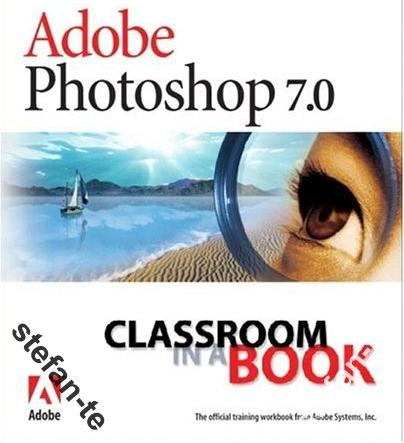 Adobe
Photoshop 7.0
CLASSROOM
IN A
BOOK
stefan-te
Adobe
The official training workbook from Adobe Systems, Inc.